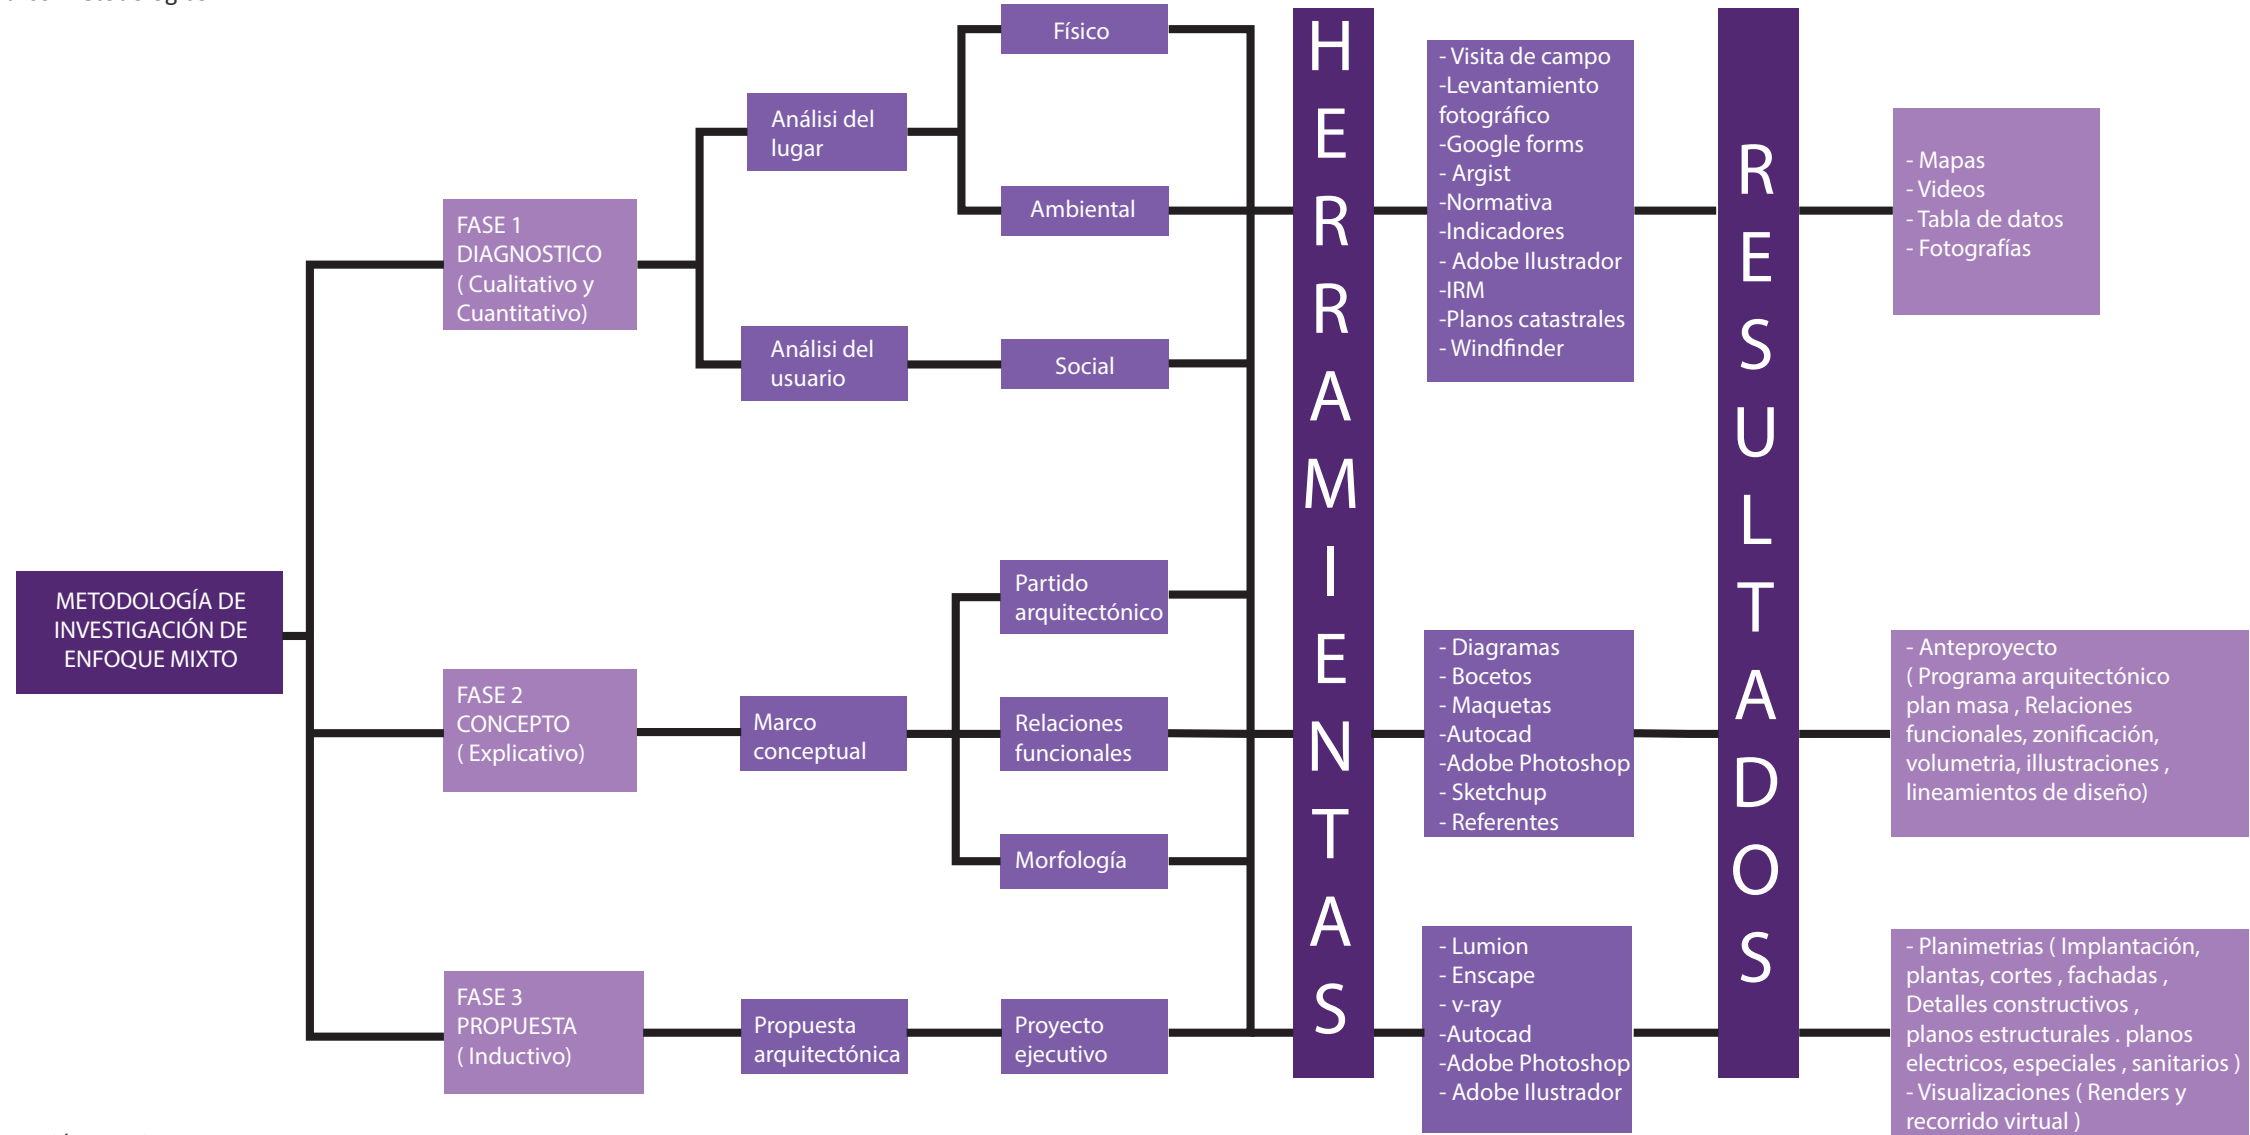 METODOLOGÍA DE
INVESTIGACIÓN DE
ENFOQUE MIXTO
FASE 1
DIAGNOSTICO
( Cualitativo y
Cuantitativo)
Análisi del
lugar
Físico
Ambiental
Análisi del
usuario
Social
FASE 2
CONCEPTO
( Explicativo)
Marco
conceptual
Partido
arquitectónico
Relaciones
funcionales
Morfología
FASE 3
PROPUESTA
( Inductivo)
Propuesta
arquitectónica
Proyecto
ejecutivo
HERRAMIENTAS
- Visita de campo
-Levantamiento
fotográfico
-Google forms
- Argist
-Normativa
-Indicadores
- Adobe Ilustrador
-IRM
-Planos catastrales
- Windfinder
- Diagramas
- Bocetos
- Maquetas
-Autocad
-Adobe Photoshop
- Sketchup
- Referentes
- Lumion
- Enscape
- v-ray
-Autocad
-Adobe Photoshop
- Adobe Ilustrador
RESULTADOS
- Mapas
- Videos
- Tabla de datos
- Fotografías
- Anteproyecto
( Programa arquitectónico
plan masa , Relaciones
funcionales, zonificación,
volumetria, illustraciones ,
lineamientos de diseño)
- Planimetrias ( Implantación,
plantas, cortes , fachadas ,
Detalles constructivos ,
planos estructurales . planos
electricos, especiales , sanitarios )
- Visualizaciones ( Renders y
recorrido virtual )